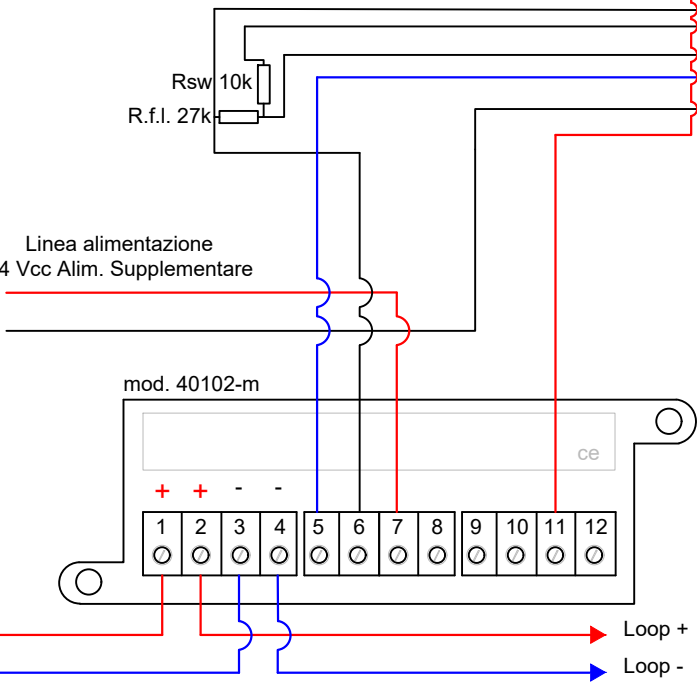 Rsw 10k
R.f.l. 27k
Linea alimentazione
4 Vcc Alim. Supplementare
mod. 40102-m
ce
+ + - -
1 2 3 4 5 6 7 8 9 10 11 12
Loop +
Loop -